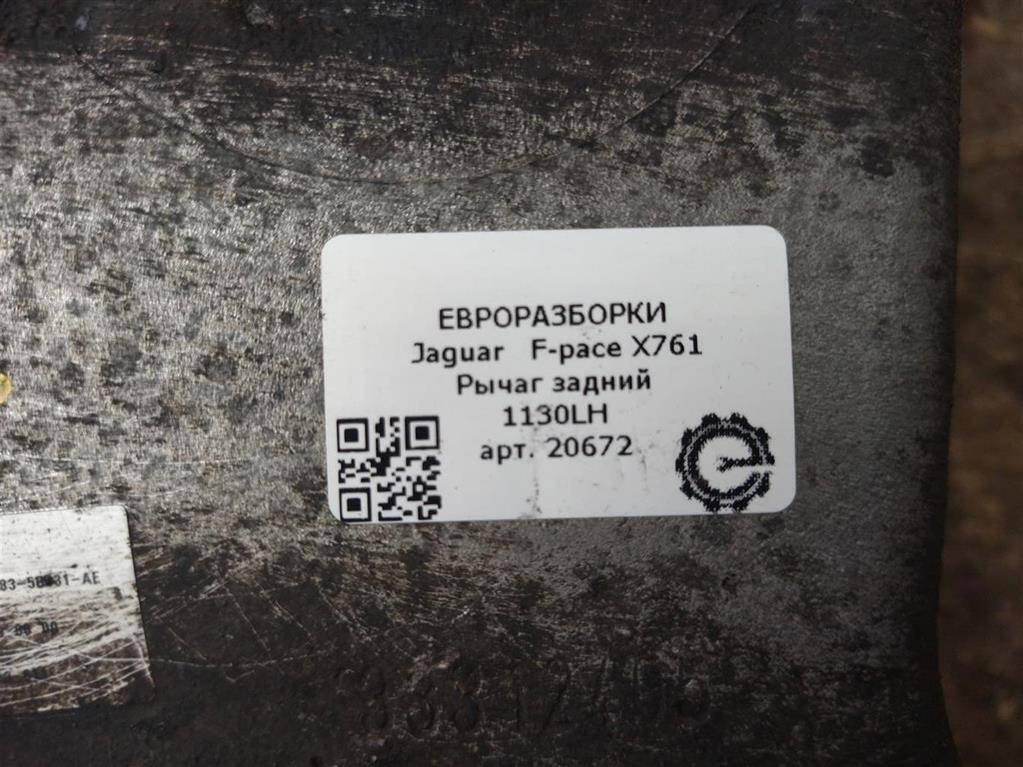 ЕВРОРАЗБОРКИ
Jaguar F-pace X761
Рычаг задний
1130LH
арт. 20672